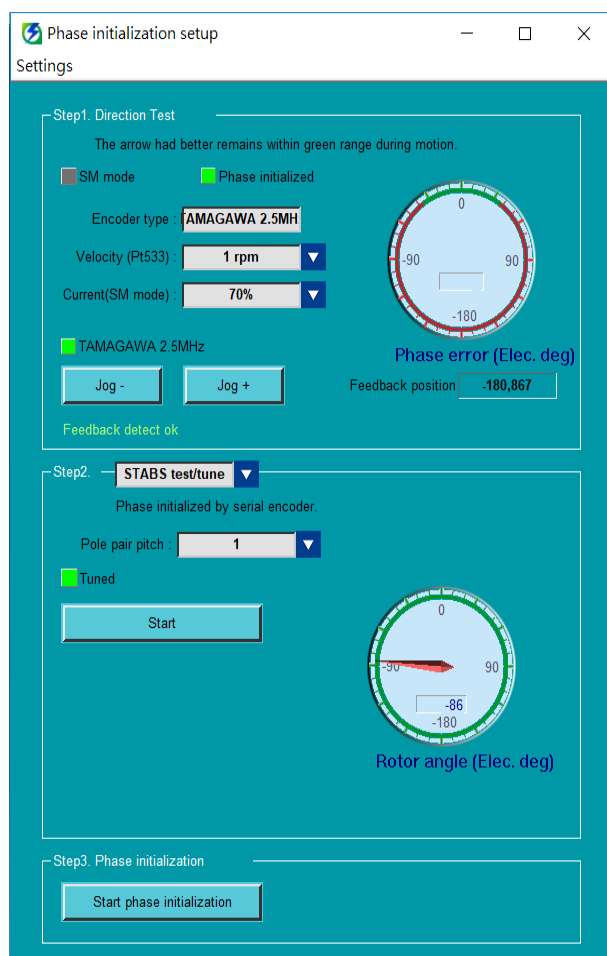 Phase initialization setup
Settings
Step1. Direction Test
The arrow had better remains within green range during motion.
SM mode
Phase initialized
Encoder type : TAMAGAWA 2.5MH
Velocity (Pt533) : 1 rpm
Current(SM mode) : 70%
0
-90
90
-180
TAMAGAWA 2.5MHz
Phase error (Elec. deg)
Jog -
Jog +
Feedback position -180,867
Feedback detect ok
Step2. STABS test/tune
Phase initialized by serial encoder.
Pole pair pitch : 1
Tuned
Start
0
-90
90
-86
-180
Rotor angle (Elec. deg)
Step3. Phase initialization
Start phase initialization